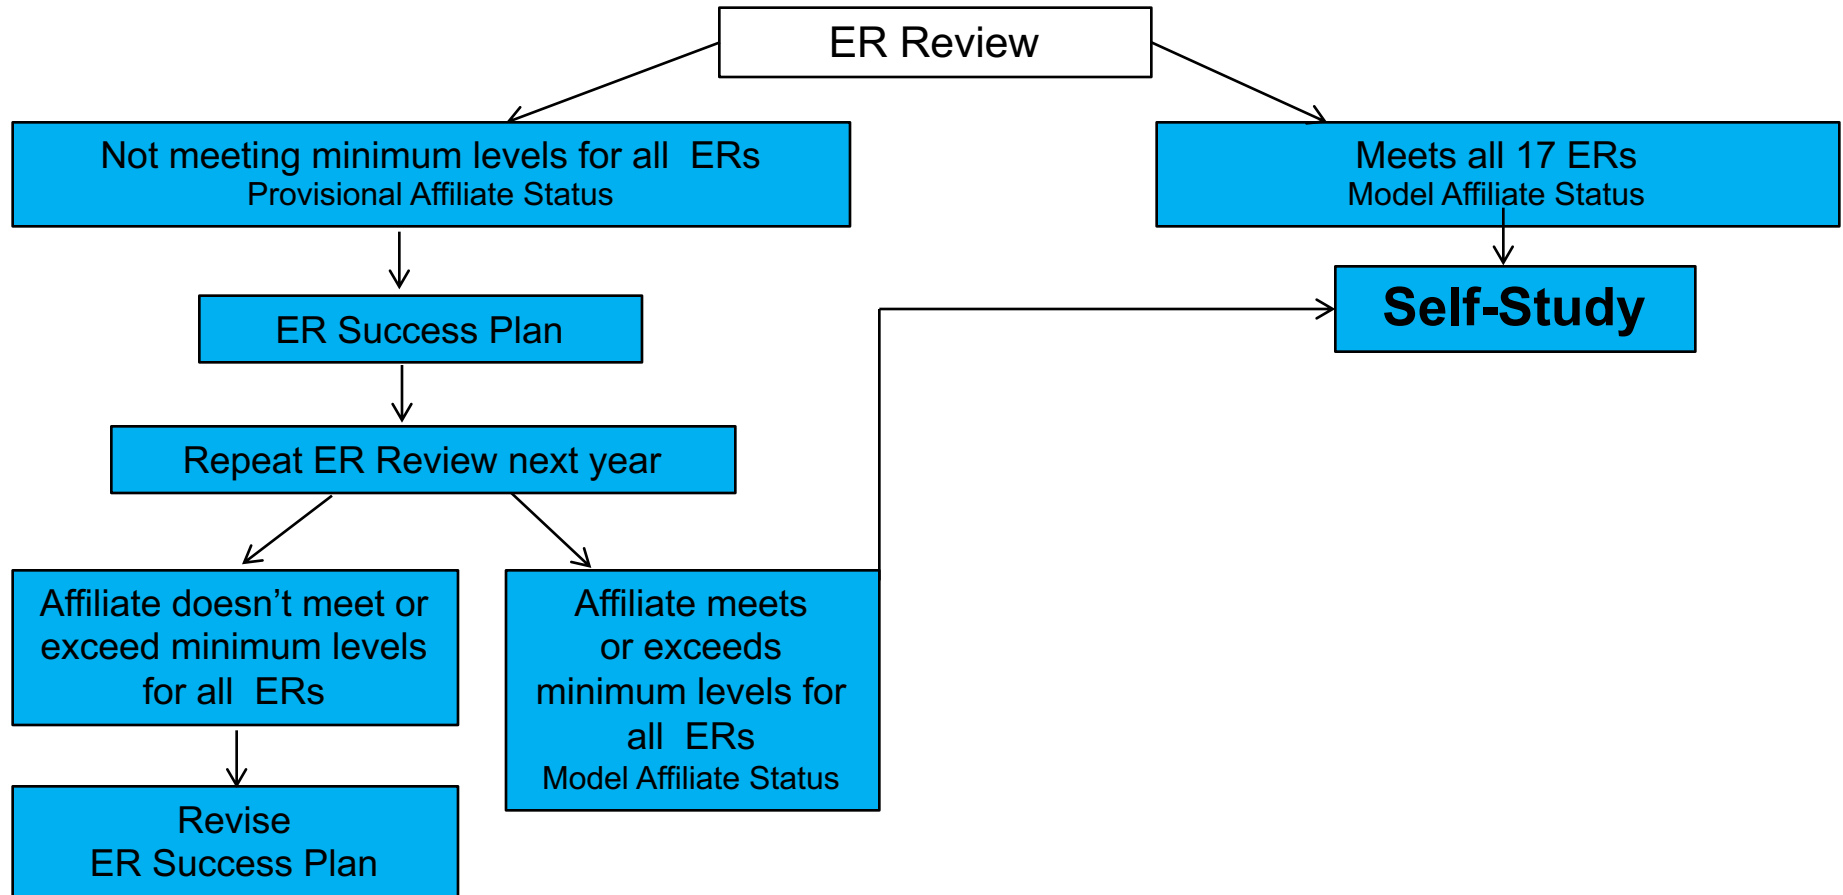 ER Review
Not meeting minimum levels for all  ERs
Provisional Affiliate Status
Meets all 17 ERs
Model Affiliate Status
Self-Study
ER Success Plan
Repeat ER Review next year
Affiliate doesn’t meet or
exceed minimum levels
for all  ERs
Affiliate meets
or exceeds
minimum levels for
all  ERs
Model Affiliate Status
Revise
ER Success Plan